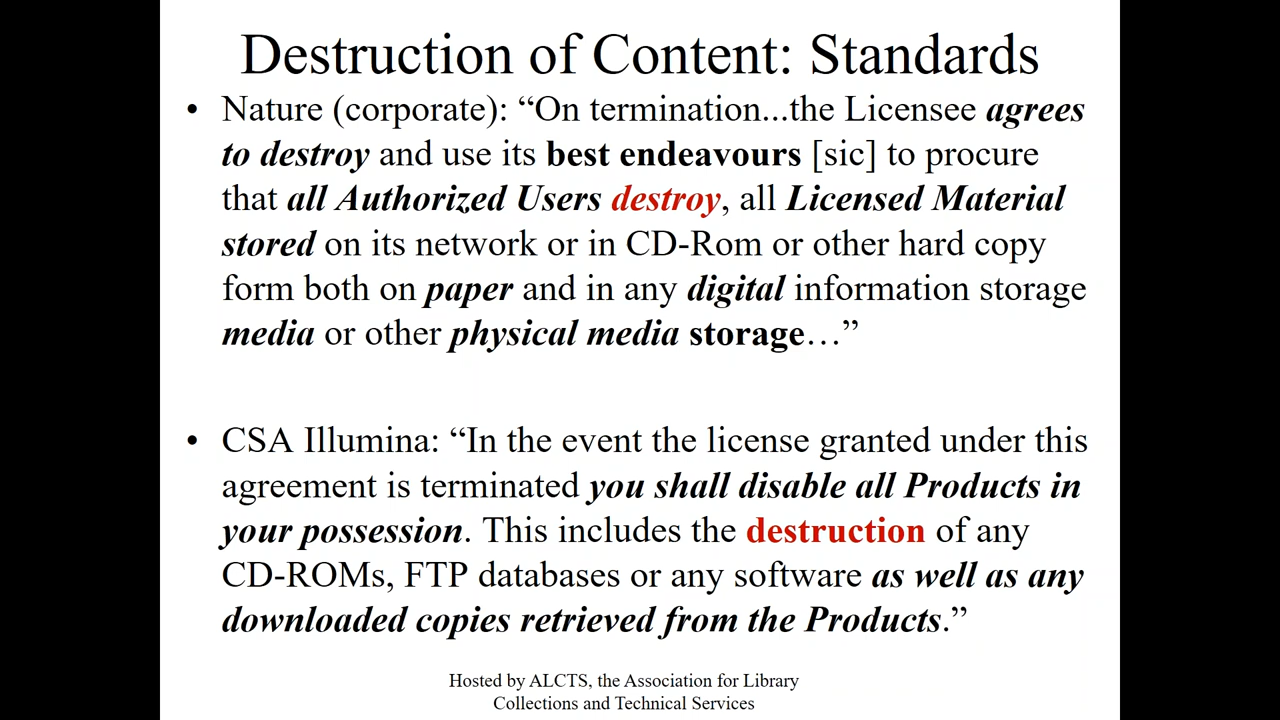 Destruction of Content: Standards
• Nature (corporate): “On termination...the Licensee agrees
to destroy and use its best endeavours [sic] to procure
that all Authorized Users destroy, all Licensed Material
stored on its network or in CD-Rom or other hard copy
form both on paper and in any digital information storage
media or other physical media storage…”
• CSA Illumina: “In the event the license granted under this
agreement is terminated you shall disable all Products in
your possession. This includes the destruction of any
CD-ROMs, FTP databases or any software as well as any
downloaded copies retrieved from the Products.”
Hosted by ALCTS, the Association for Library
Collections and Technical Services